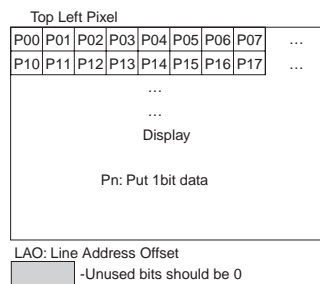 Top Left Pixel
P00 P01 P02 P03 P04 P05 P06 P07 …
P10 P11 P12 P13 P14 P15 P16 P17 …
…
…
Display
Pn: Put 1bit data
LAO: Line Address Offset
-Unused bits should be 0